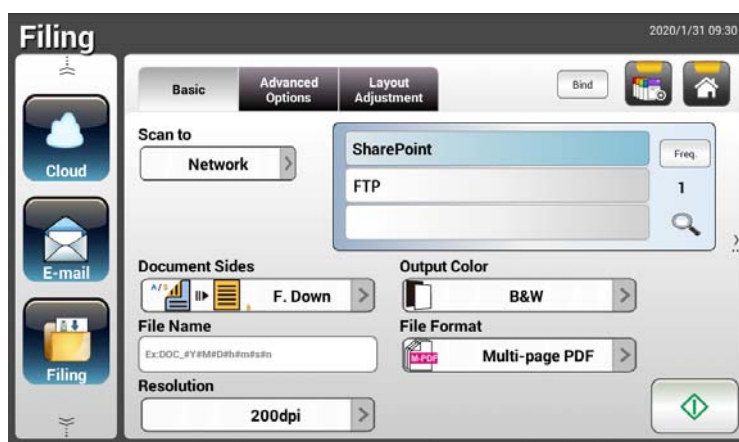 Filing
2020/1/31 09:30
Basic
Advanced
Options
Layout
Adjustment
Bind
Cloud
E-mail
Filing
Scan to
Network
SharePoint
FTP
Freq.
1
Document Sides
F. Down
Output Color
B&W
File Name
Ex:DOC_#Y#M#D#h#m#s#n
File Format
M-PDF
Multi-page PDF
Resolution
200dpi